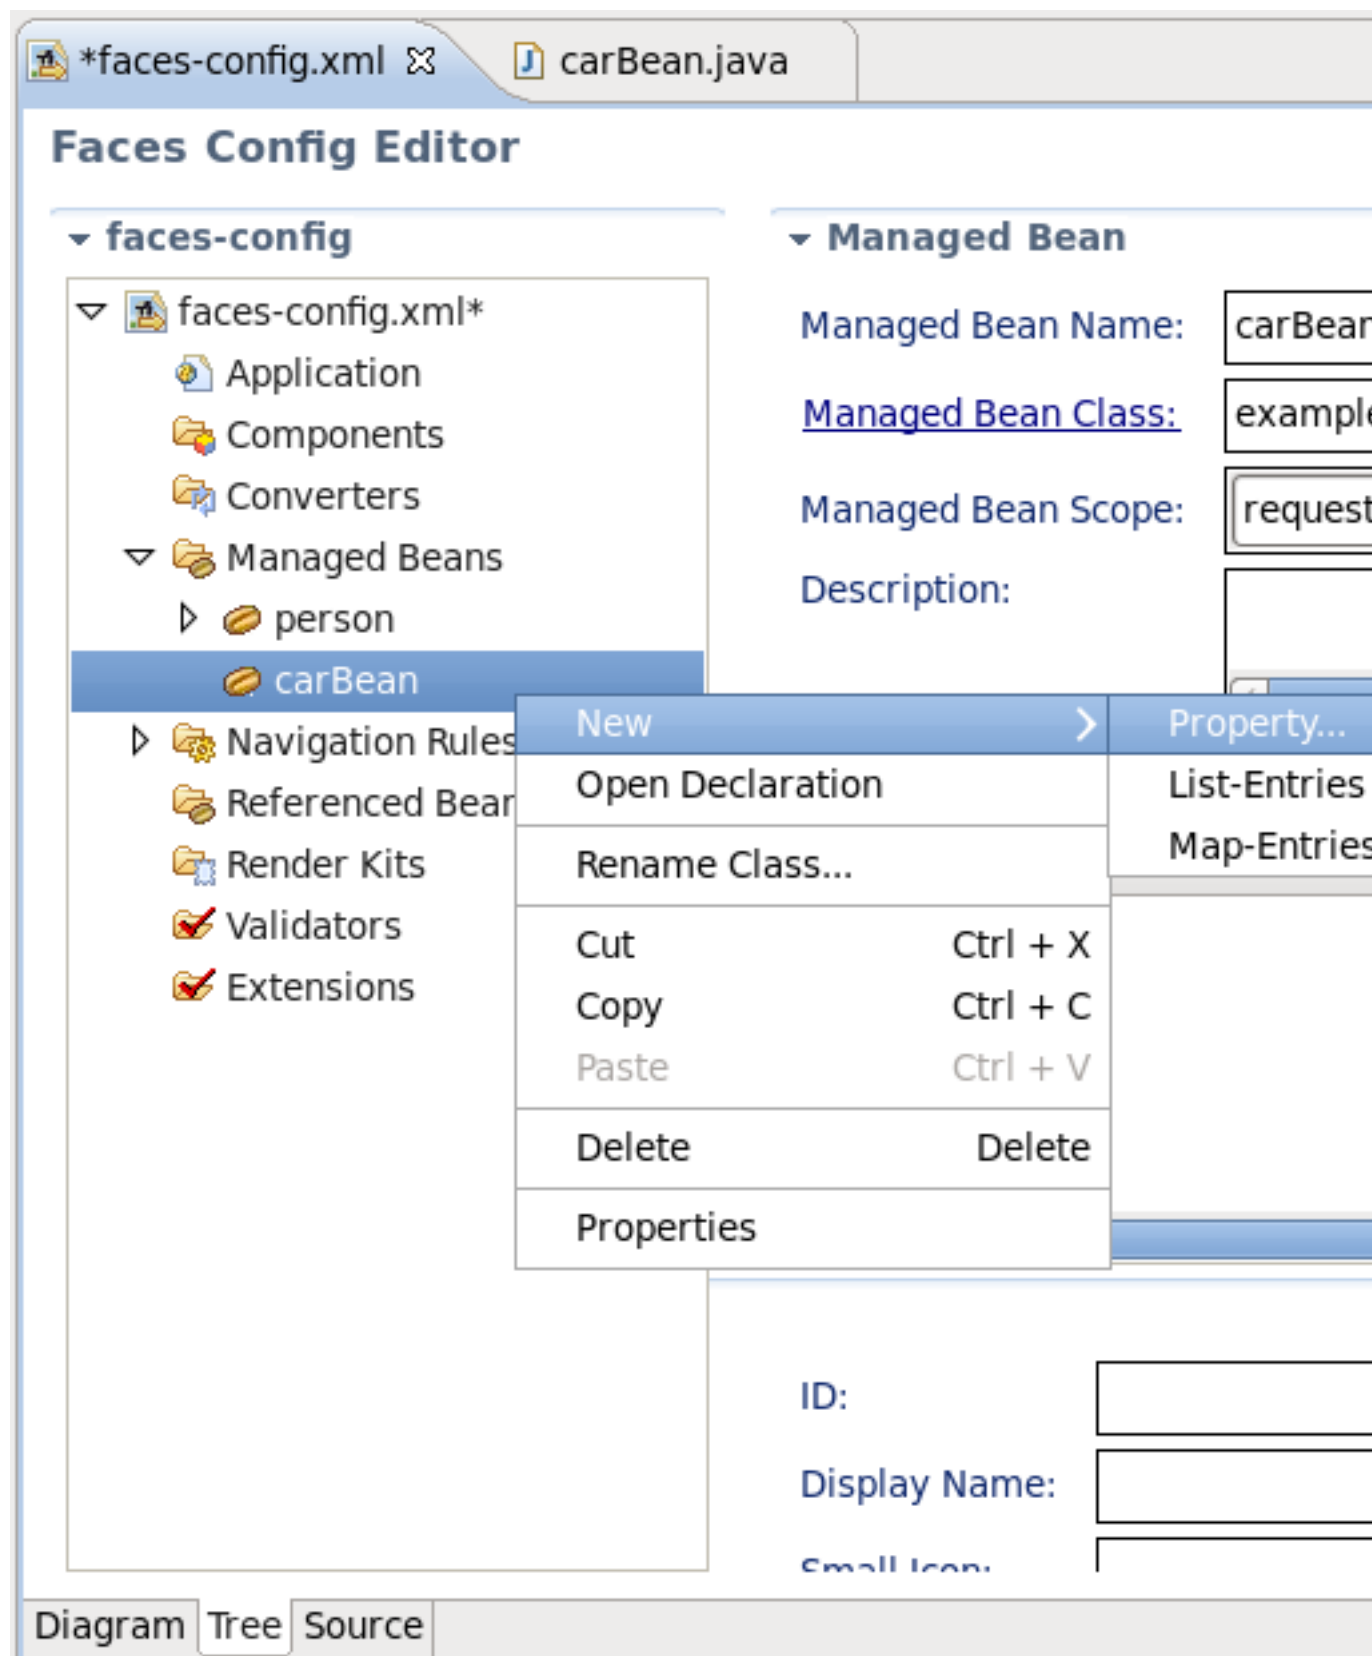 *faces-config.xml carBean.java
Faces Config Editor
faces-config
faces-config.xml*
Application
Components
Converters
Managed Beans
person
carBean
Navigation Rules
Referenced Bear
Render Kits
Validators
Extensions
Managed Bean
Managed Bean Name: carBean
Managed Bean Class: example
Managed Bean Scope: request
Description:
New
Open Declaration
Rename Class...
Cut Ctrl + X
Copy Ctrl + C
Paste Ctrl + V
Delete Delete
Properties
Property...
List-Entries
Map-Entries
ID:
Display Name:
Small Icon:
Diagram Tree Source